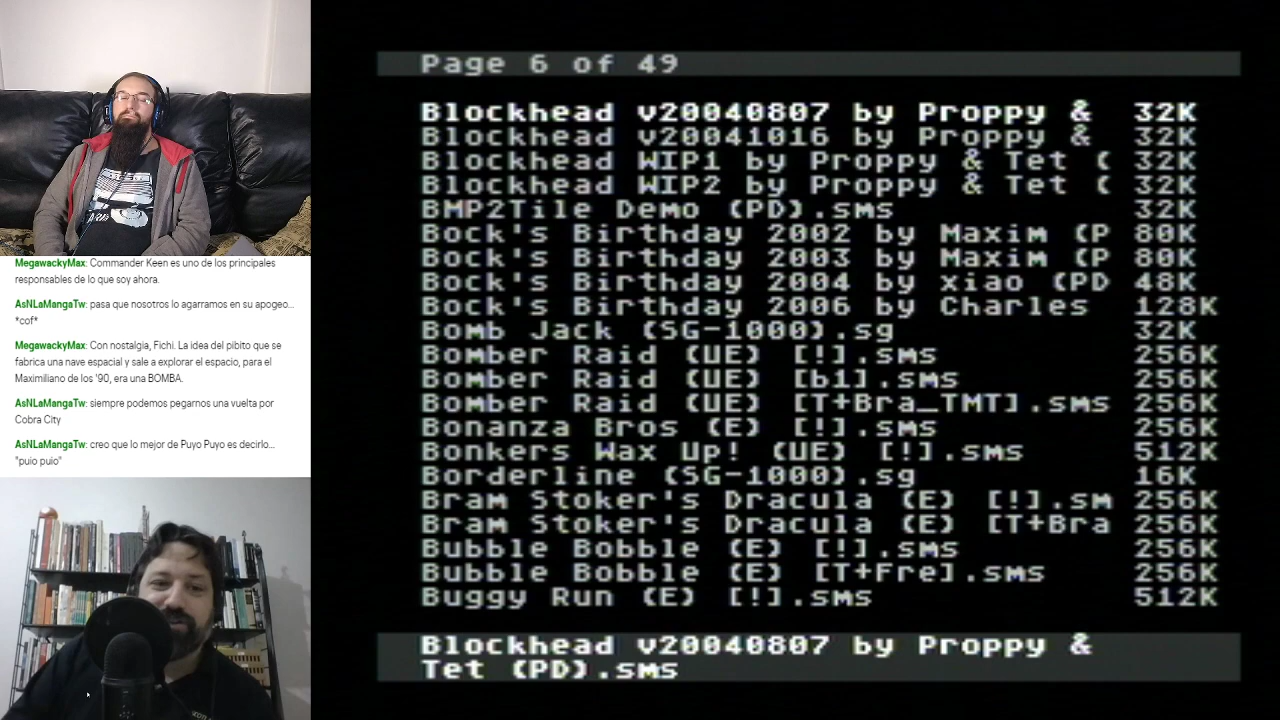 MegawackyMax: Commander Keen es uno de los principales
responsables de lo que soy ahora.
AsNLaMangaTw: pasa que nosotros lo agarramos en su apogeo...
*cof*
MegawackyMax: Con nostalgia, Fichi. La idea del pibito que se
fabrica una nave espacial y sale a explorar el espacio, para el
Maximiliano de los '90, era una BOMBA.
AsNLaMangaTw: siempre podemos pegarnos una vuelta por
Cobra City
AsNLaMangaTw: creo que lo mejor de Puyo Puyo es decirlo...
"puio puio"
Page 6 of 49
Blockhead v20040807 by Proppy & 32K
Blockhead v20041016 by Proppy & 32K
Blockhead WIP1 by Proppy & Tet ( 32K
Blockhead WIP2 by Proppy & Tet ( 32K
BMP2Tile Demo (PD).sms 32K
Bock's Birthday 2002 by Maxim (P 80K
Bock's Birthday 2003 by Maxim (P 80K
Bock's Birthday 2004 by xiao (PD 48K
Bock's Birthday 2006 by Charles 128K
Bomb Jack (SG-1000).sg 32K
Bomber Raid (UE) [!].sms 256K
Bomber Raid (UE) [b1].sms 256K
Bomber Raid (UE) [T+Bra_TMT].sms 256K
Bonanza Bros (E) [!].sms 256K
Bonkers Wax Up! (UE) [!].sms 512K
Borderline (SG-1000).sg 16K
Bram Stoker's Dracula (E) [!].sm 256K
Bram Stoker's Dracula (E) [T+Bra 256K
Bubble Bobble (E) [!].sms 256K
Bubble Bobble (E) [T+Fre].sms 256K
Buggy Run (E) [!].sms 512K
Blockhead v20040807 by Proppy &
Tet (PD).sms